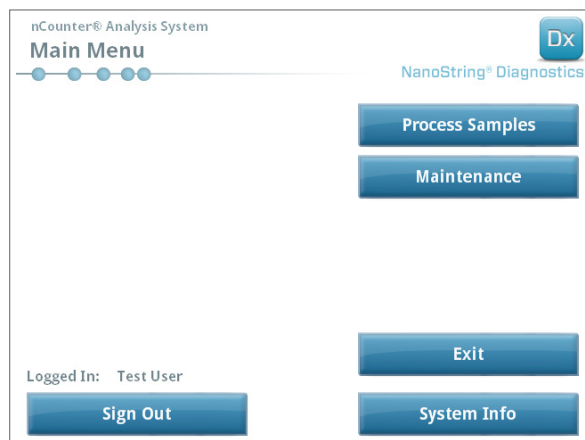 nCounter® Analysis System
Main Menu
Dx
NanoString® Diagnostics
Process Samples
Maintenance
Exit
Logged In: Test User
Sign Out
System Info